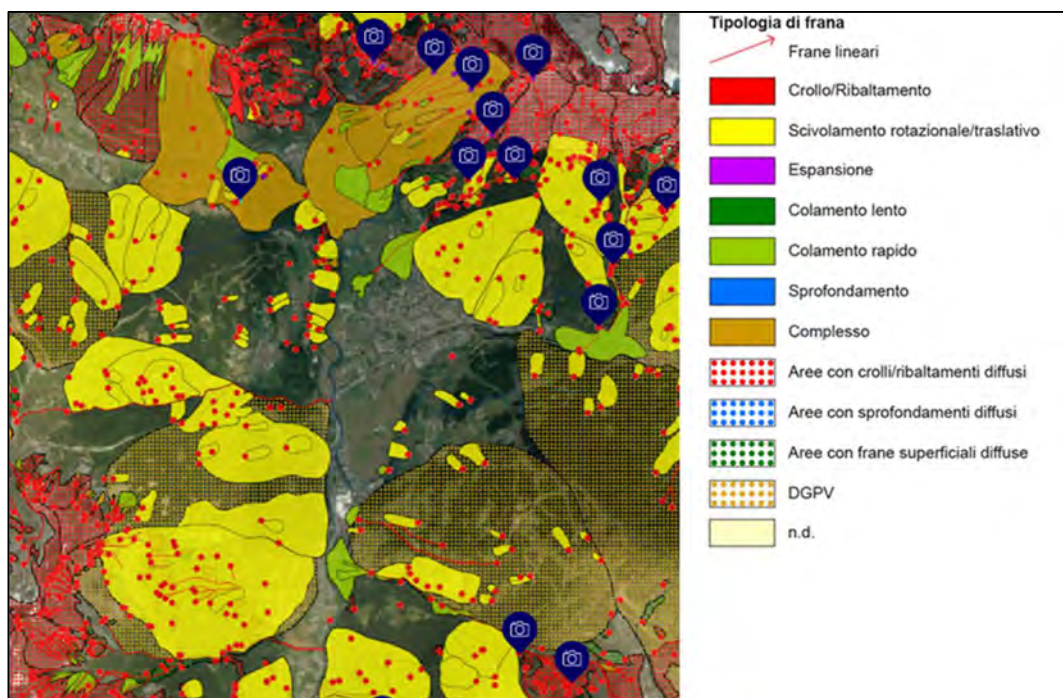 Tipologia di frana
Frane lineari
Crollo/Ribaltamento
Scivolamento rotazionale/traslativo
Espansione
Colamento lento
Colamento rapido
Sprofondamento
Complesso
Aree con crolli/ribaltamenti diffusi
Aree con sprofondamenti diffusi
Aree con frane superficiali diffuse
DGPV
n.d.